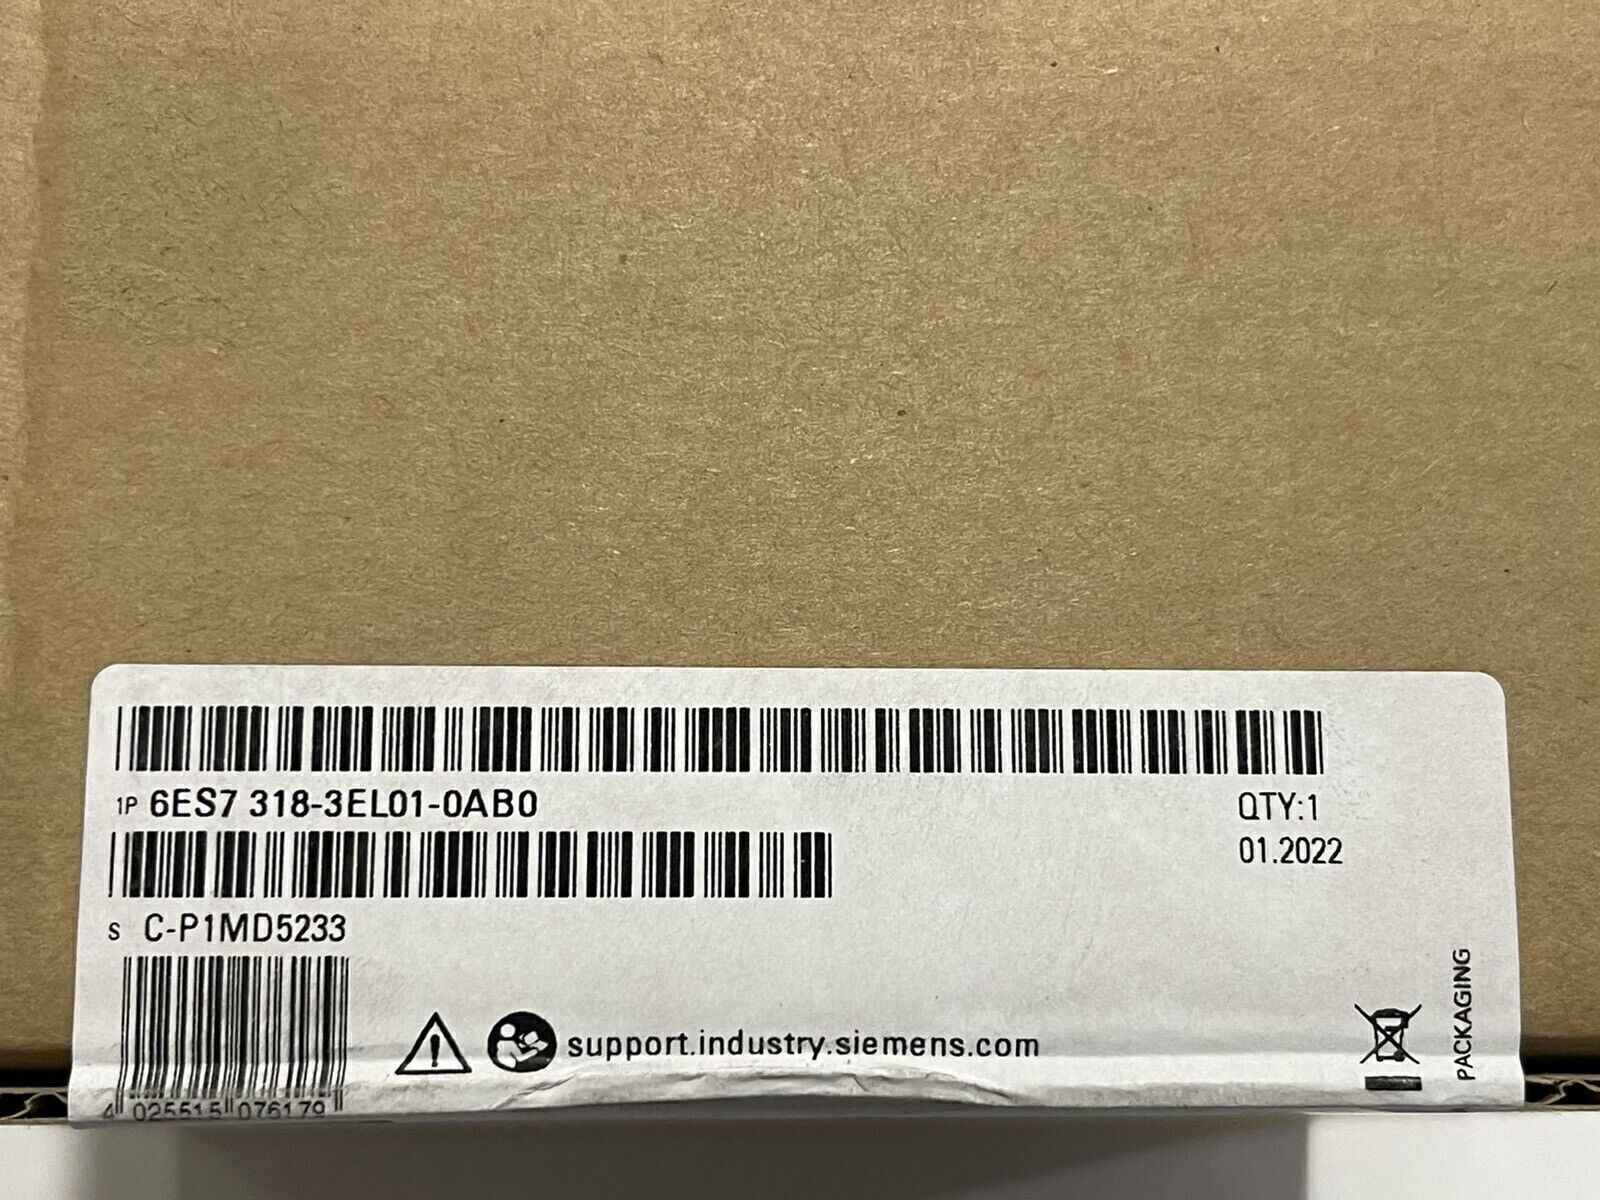 1P 6ES7 318-3EL01-0AB0
QTY:1
01.2022
S C-P1MD5233
support.industry.siemens.com
PACKAGING
4 025515 076179